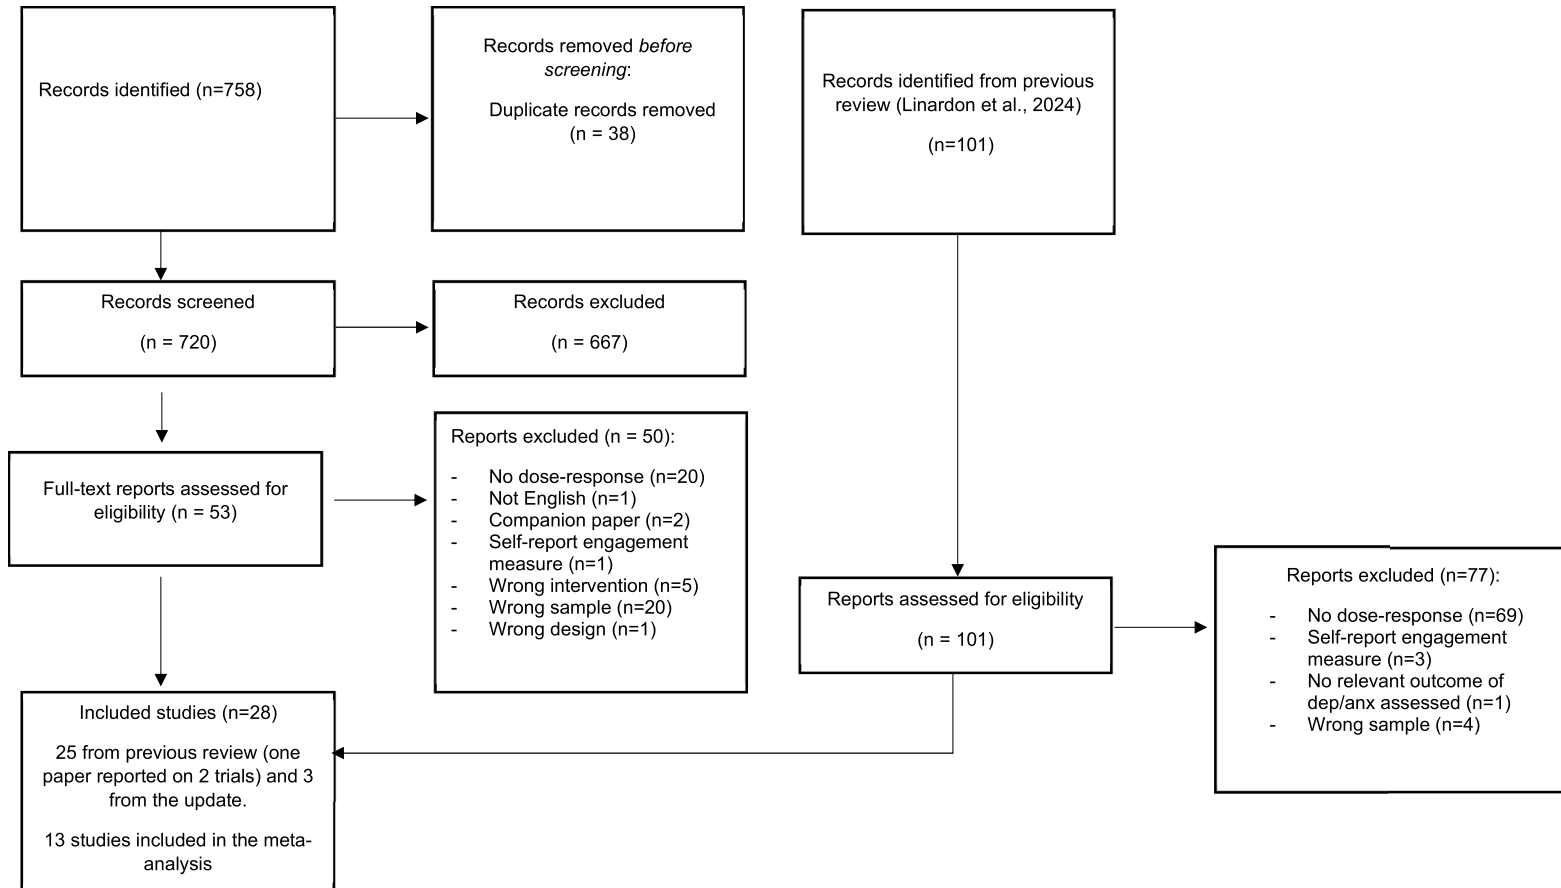 Records identified (n=758)
Records removed before
screening:
Duplicate records removed
(n = 38)
Records identified from previous
review (Linardon et al., 2024)
(n=101)
Records screened
(n = 720)
Records excluded
(n = 667)
Full-text reports assessed for
eligibility (n = 53)
Reports excluded (n = 50):
- No dose-response (n=20)
- Not English (n=1)
- Companion paper (n=2)
- Self-report engagement
measure (n=1)
- Wrong intervention (n=5)
- Wrong sample (n=20)
- Wrong design (n=1)
Reports assessed for eligibility
(n = 101)
Reports excluded (n=77):
- No dose-response (n=69)
- Self-report engagement
measure (n=3)
- No relevant outcome of
dep/anx assessed (n=1)
- Wrong sample (n=4)
Included studies (n=28)
25 from previous review (one
paper reported on 2 trials) and 3
from the update.
13 studies included in the meta-
analysis